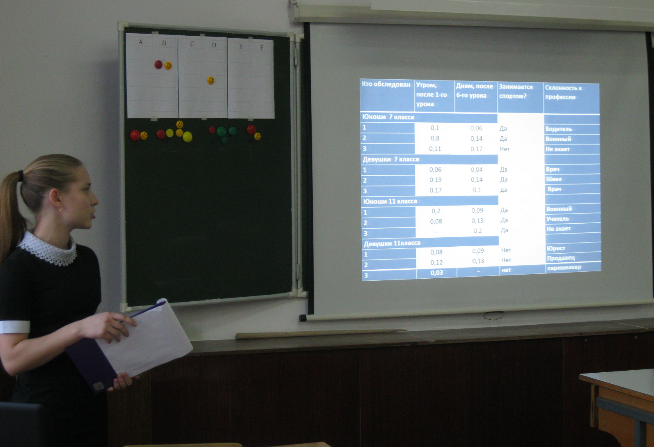 А В С D Е
Кто обследован Утром, после 1-го урока Днем, после 6-го урока Занимается спортом? Склонность к профессии
Юноши 7 класса
1 0,1 0,06 Да Водитель
2 0,8 0,14 Да Военный
3 0,11 0,17 Нет Не знает
Девушки 7 класса
1 0,06 0,04 Да Врач
2 0,13 0,14 Да Швея
3 0,17 0,1 да Врач
Юноши 11 класса
1 0,2 0,09 Да Военный
2 0,08 0,13 Да Учитель
3 0,2 Да Не знает
Девушки 11класса
1 0,08 0,09 Нет Юрист
2 0,12 0,18 Нет Продавец
3 0,03 – нет парикмахер